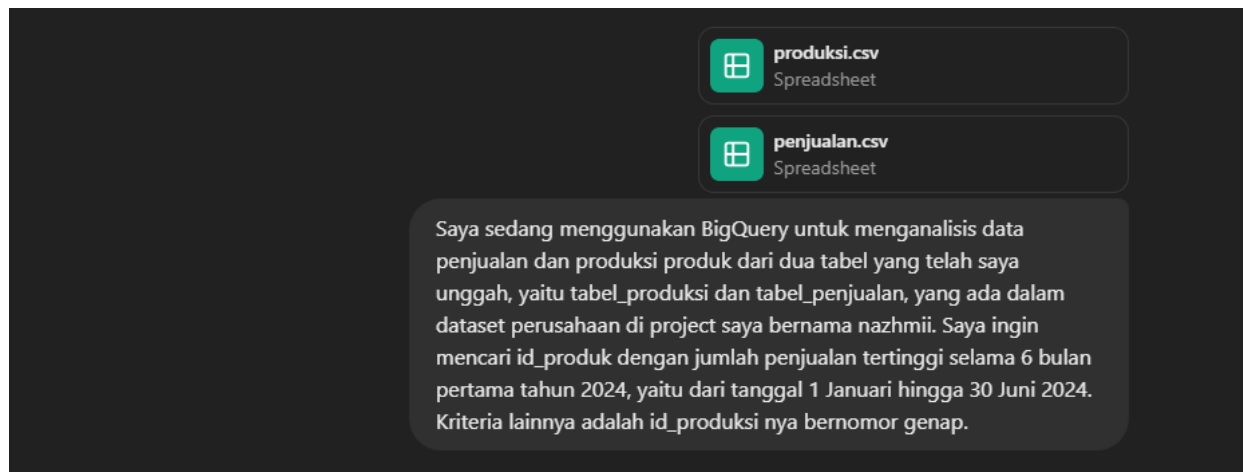 produksi.csv
Spreadsheet
penjualan.csv
Spreadsheet
Saya sedang menggunakan BigQuery untuk menganalisis data
penjualan dan produksi produk dari dua tabel yang telah saya
unggah, yaitu tabel_produksi dan tabel_penjualan, yang ada dalam
dataset perusahaan di project saya bernama nazhmii. Saya ingin
mencari id_produk dengan jumlah penjualan tertinggi selama 6 bulan
pertama tahun 2024, yaitu dari tanggal 1 Januari hingga 30 Juni 2024.
Kriteria lainnya adalah id_produksi nya bernomor genap.